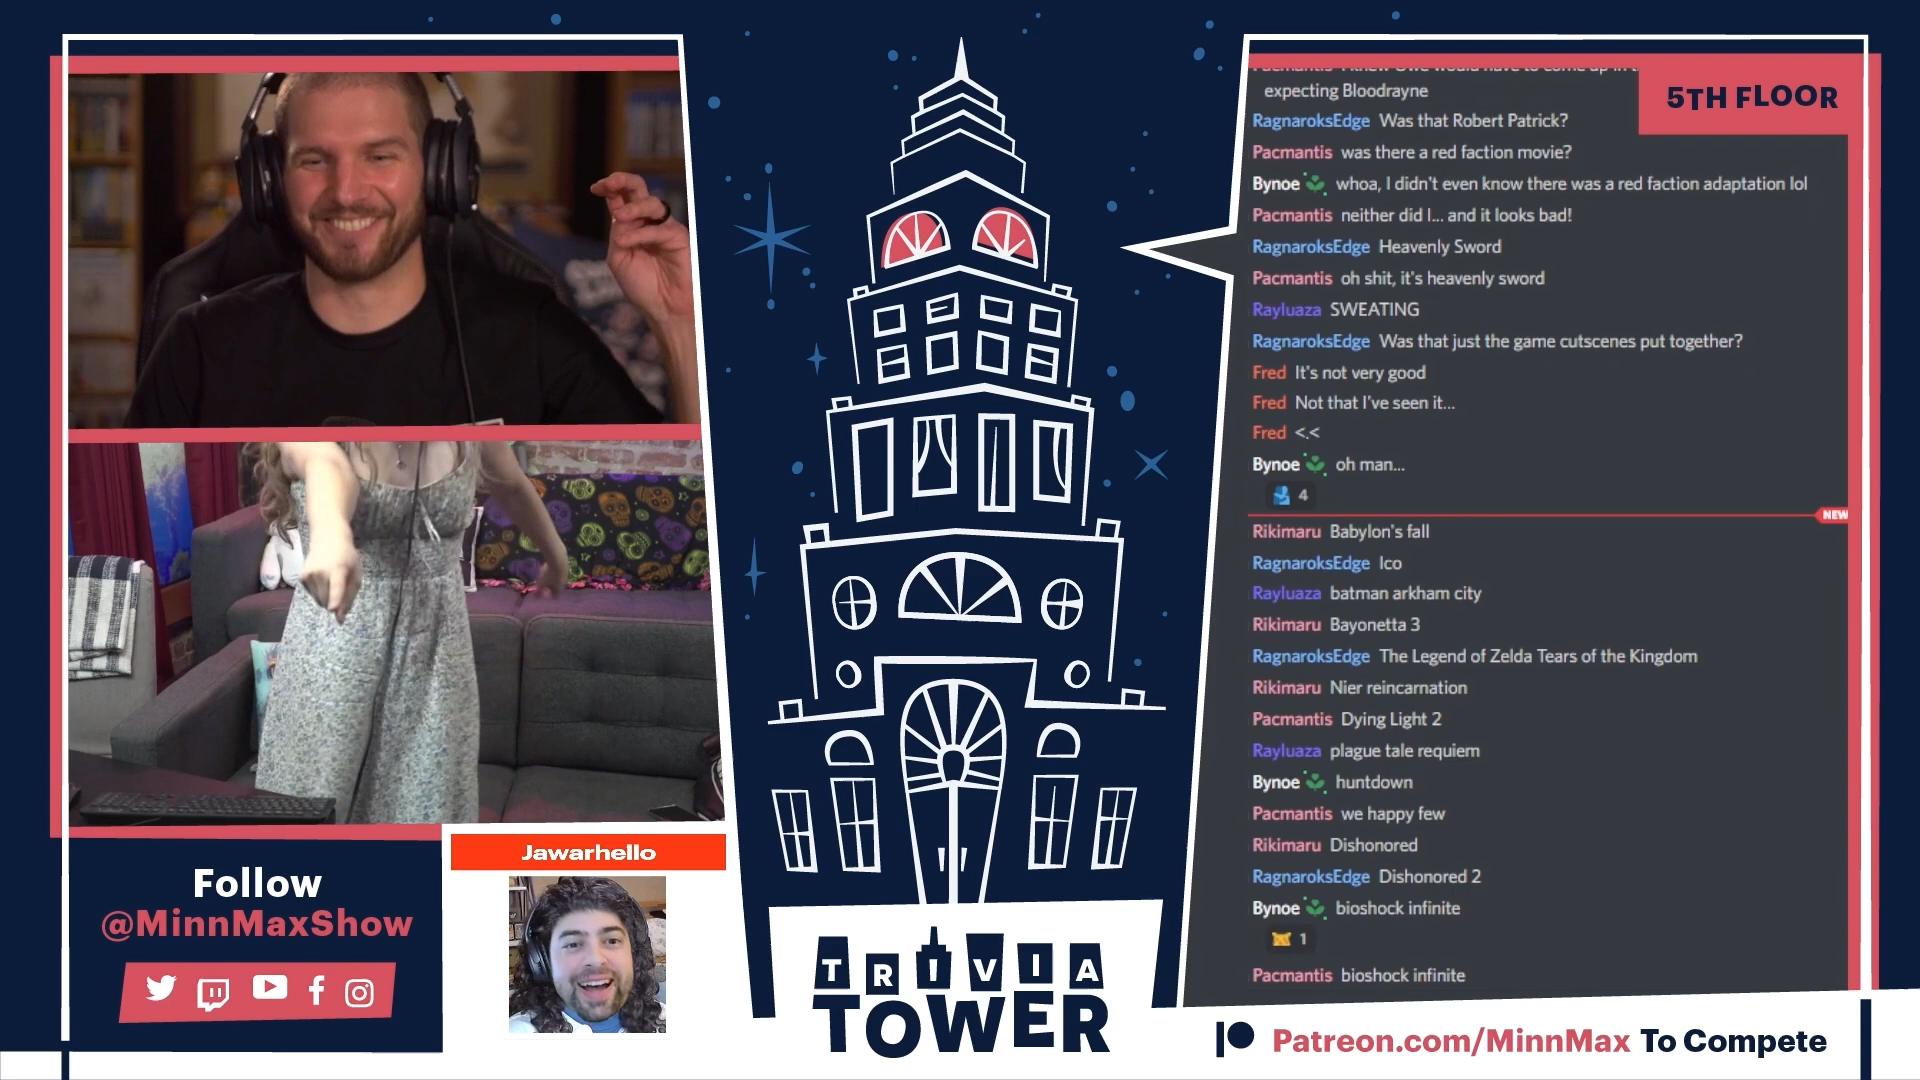 expecting Bloodrayne
5TH FLOOR
RagnaroksEdge Was that Robert Patrick?
Pacmantis was there a red faction movie?
Bynoe whoa, I didn't even know there was a red faction adaptation lol
Pacmantis neither did I... and it looks bad!
RagnaroksEdge Heavenly Sword
Pacmantis oh shit, it's heavenly sword
Rayluaza SWEATING
RagnaroksEdge Was that just the game cutscenes put together?
Fred It's not very good
Fred Not that I've seen it...
Fred <.<
Bynoe oh man...
4
NEW
Rikimaru Babylon's fall
RagnaroksEdge Ico
Rayluaza batman arkham city
Rikimaru Bayonetta 3
RagnaroksEdge The Legend of Zelda Tears of the Kingdom
Rikimaru Nier reincarnation
Pacmantis Dying Light 2
Rayluaza plague tale requiem
Bynoe huntdown
Pacmantis we happy few
Rikimaru Dishonored
RagnaroksEdge Dishonored 2
Bynoe bioshock infinite
1
Pacmantis bioshock infinite
Jawarhello
Follow
@MinnMaxShow
TRIVIA
TOWER
Patreon.com/MinnMax To Compete